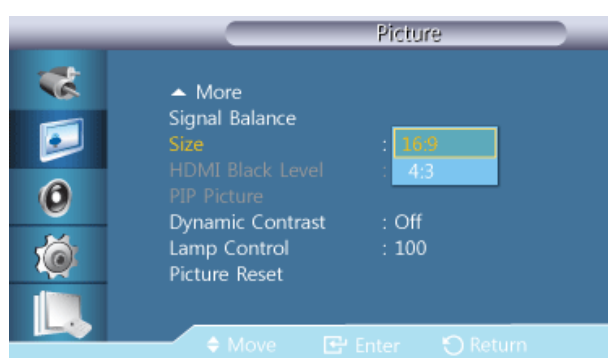 Picture
▲ More
Signal Balance
Size : 16:9
4:3
HDMI Black Level :
PIP Picture
Dynamic Contrast : Off
Lamp Control : 100
Picture Reset
Move Enter Return